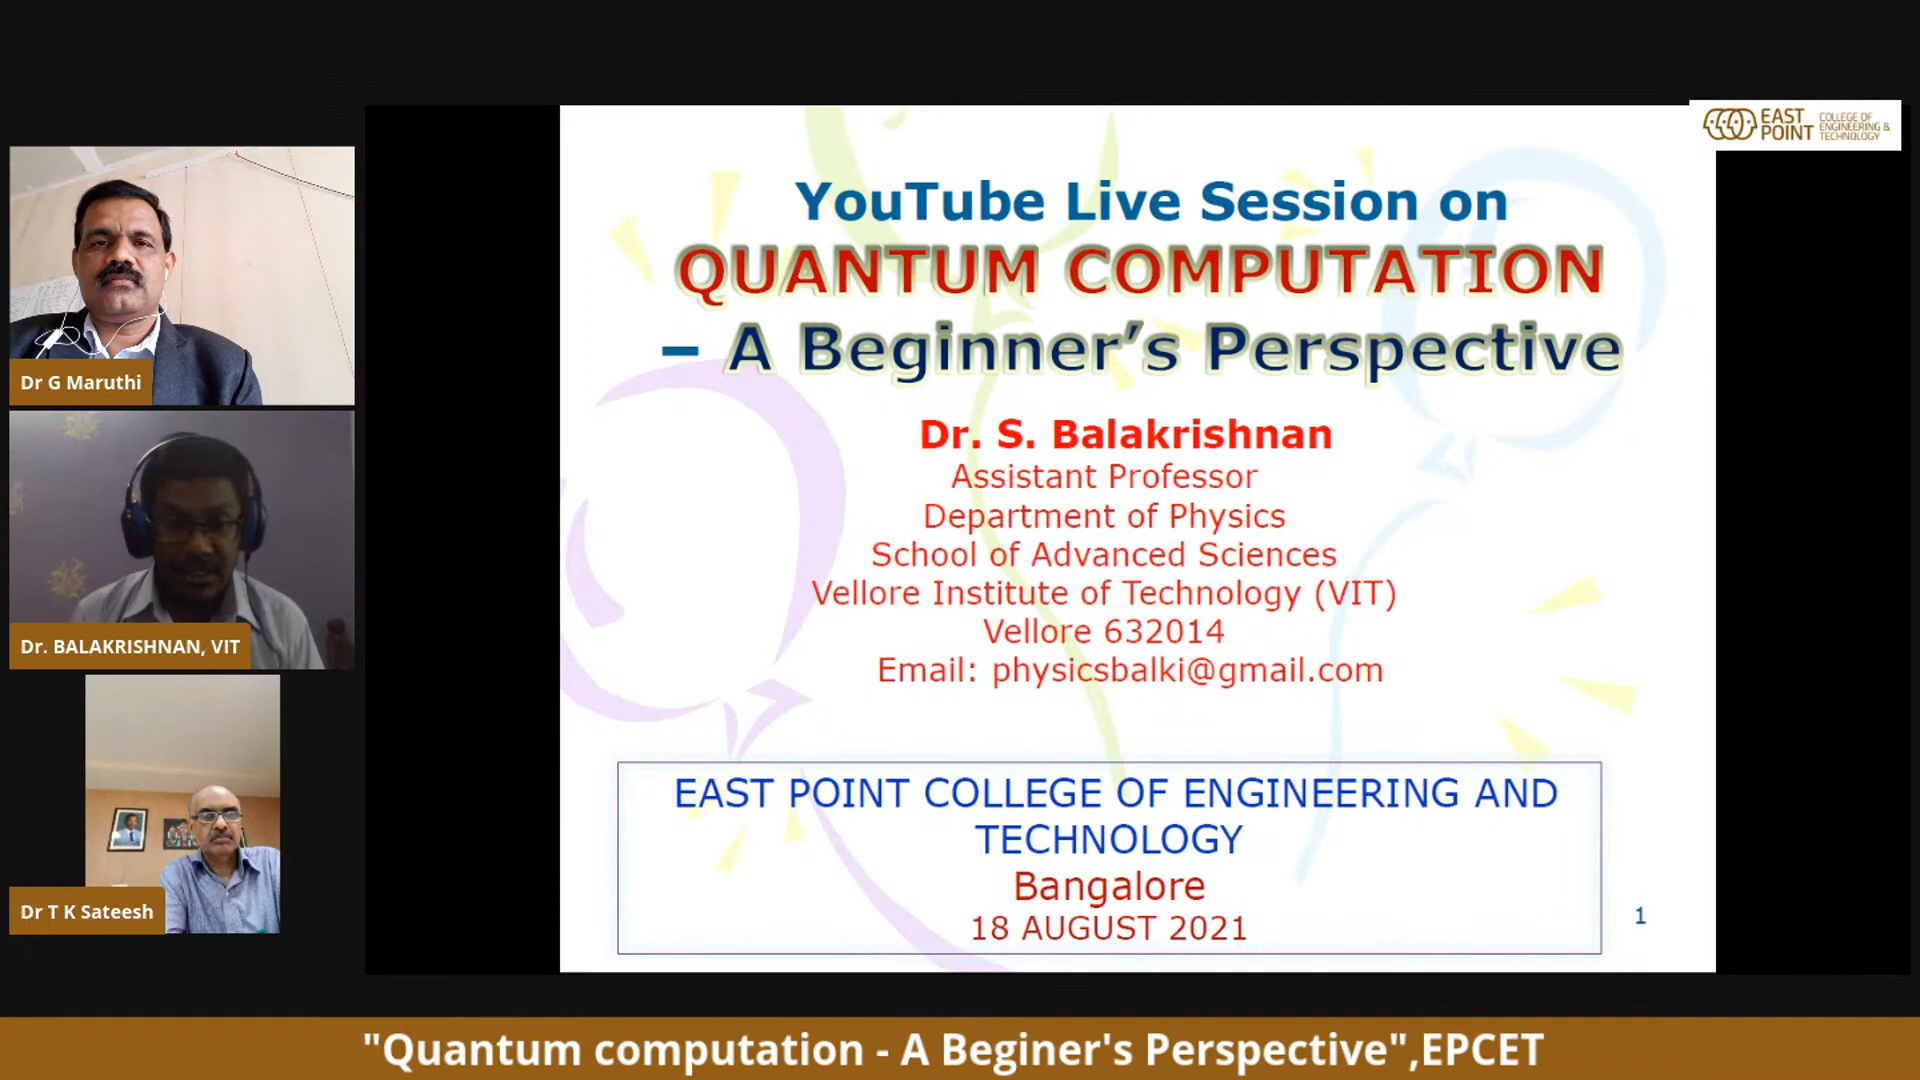 EAST
POINT
COLLEGE OF
ENGINEERING &
TECHNOLOGY
YouTube Live Session on
QUANTUM COMPUTATION
– A Beginner’s Perspective
Dr. S. Balakrishnan
Assistant Professor
Department of Physics
School of Advanced Sciences
Vellore Institute of Technology (VIT)
Vellore 632014
Email: physicsbalki@gmail.com
EAST POINT COLLEGE OF ENGINEERING AND
TECHNOLOGY
Bangalore
18 AUGUST 2021
1
Dr G Maruthi
Dr. BALAKRISHNAN, VIT
Dr T K Sateesh
"Quantum computation - A Beginer's Perspective",EPCET